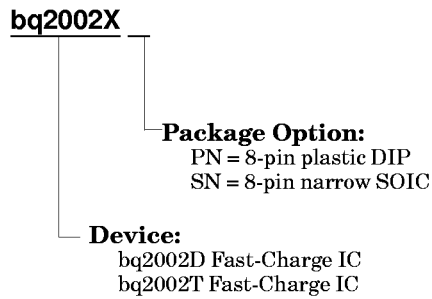 bq2002X
Package Option:
PN = 8-pin plastic DIP
SN = 8-pin narrow SOIC
Device:
bq2002D Fast-Charge IC
bq2002T Fast-Charge IC